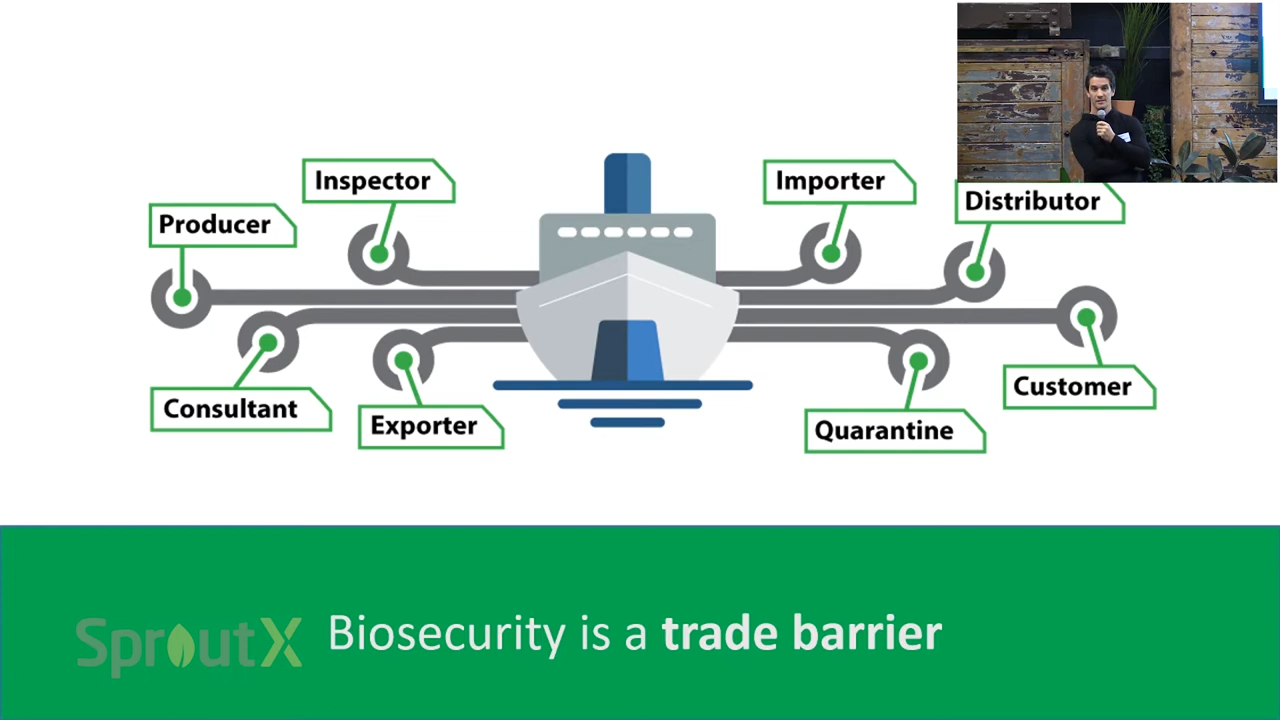 Inspector
Importer
Producer
Distributor
Consultant
Exporter
Customer
Quarantine
SproutX
Biosecurity is a trade barrier